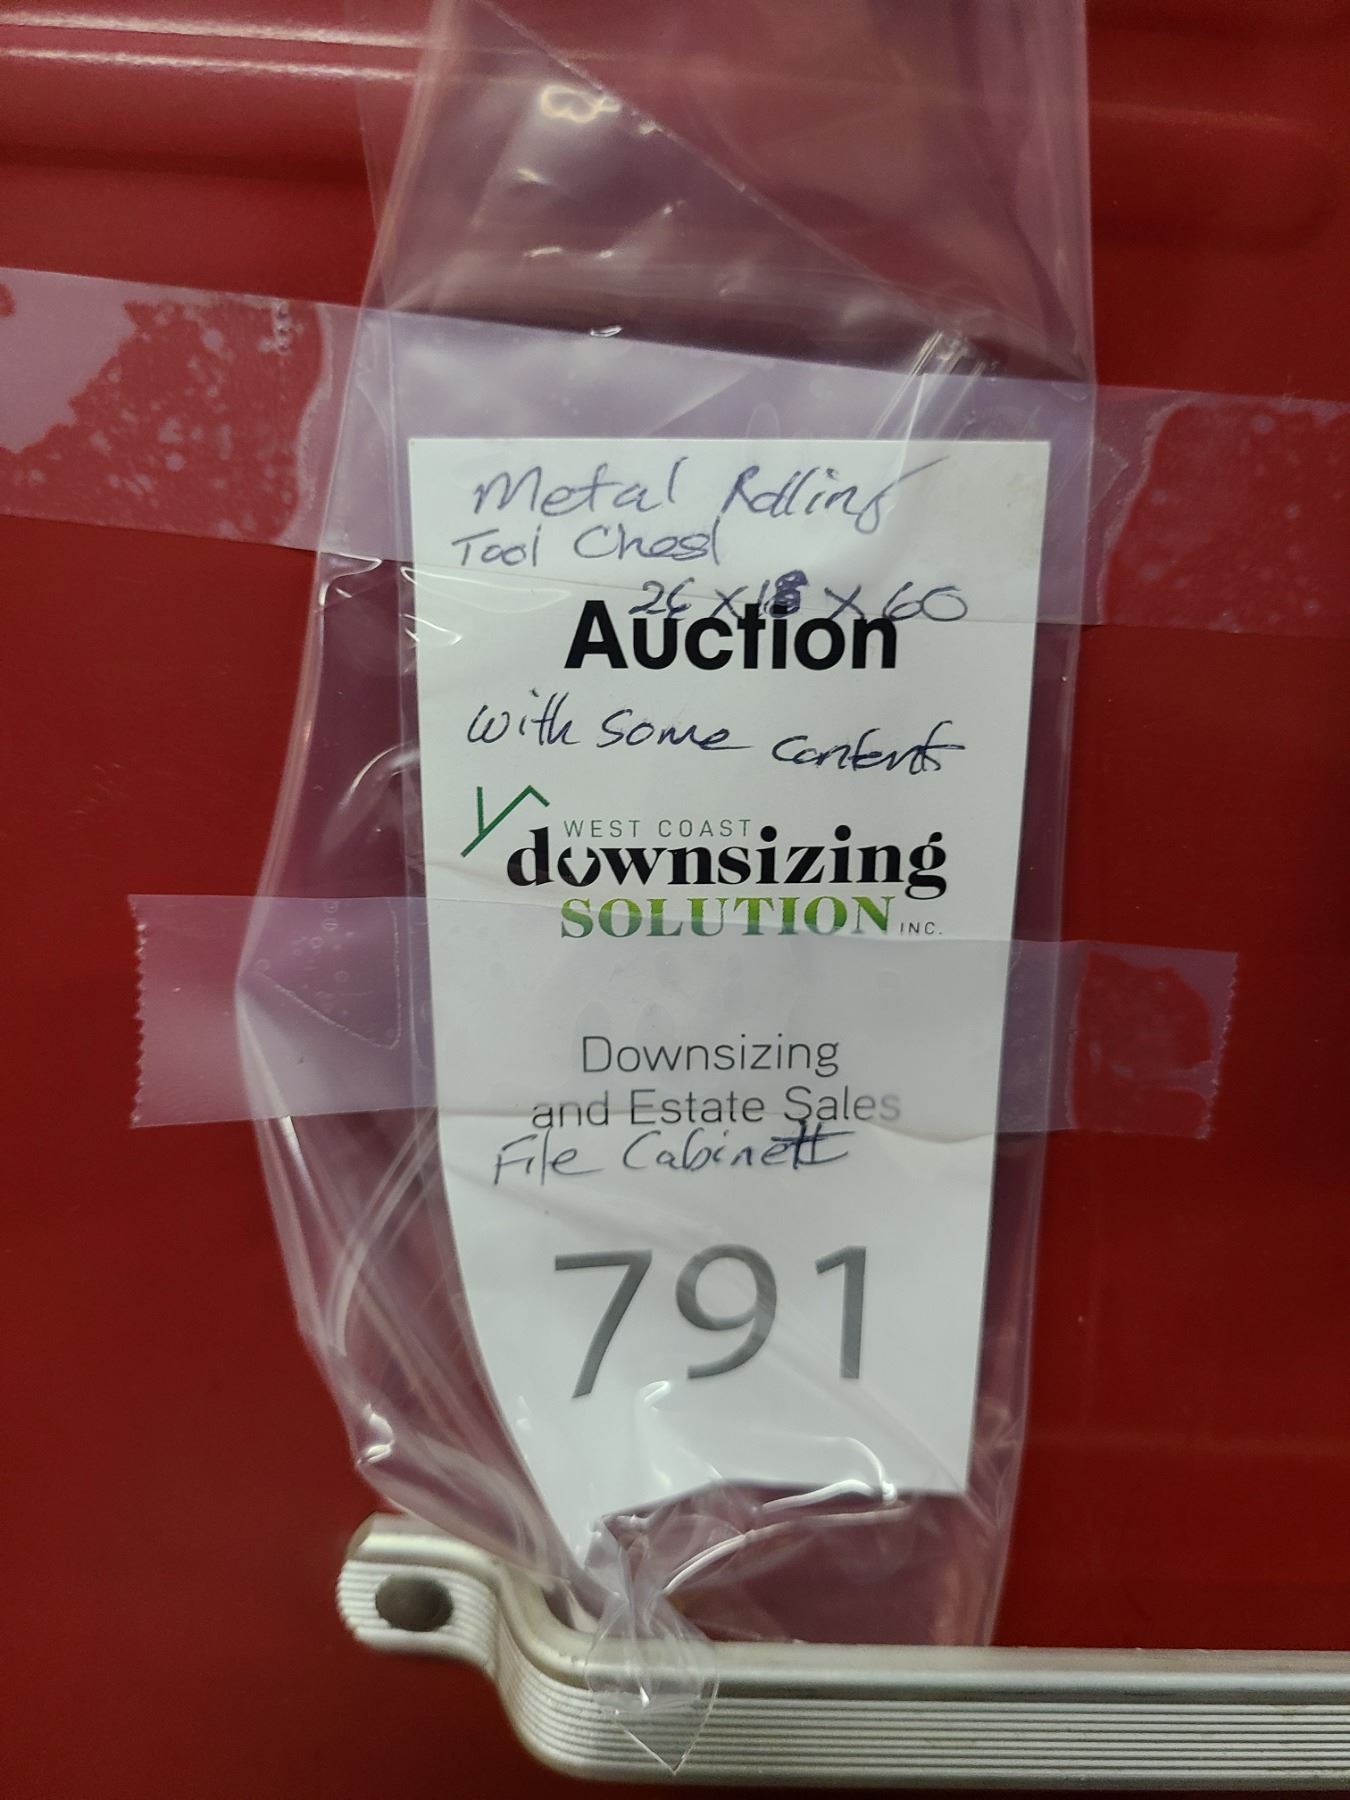 Metal Rolling
Tool Chest
26 x 18 x 60
Auction
with some contents
WEST COAST
downsizing
SOLUTION INC.
Downsizing
and Estate Sales
File Cabinett
791